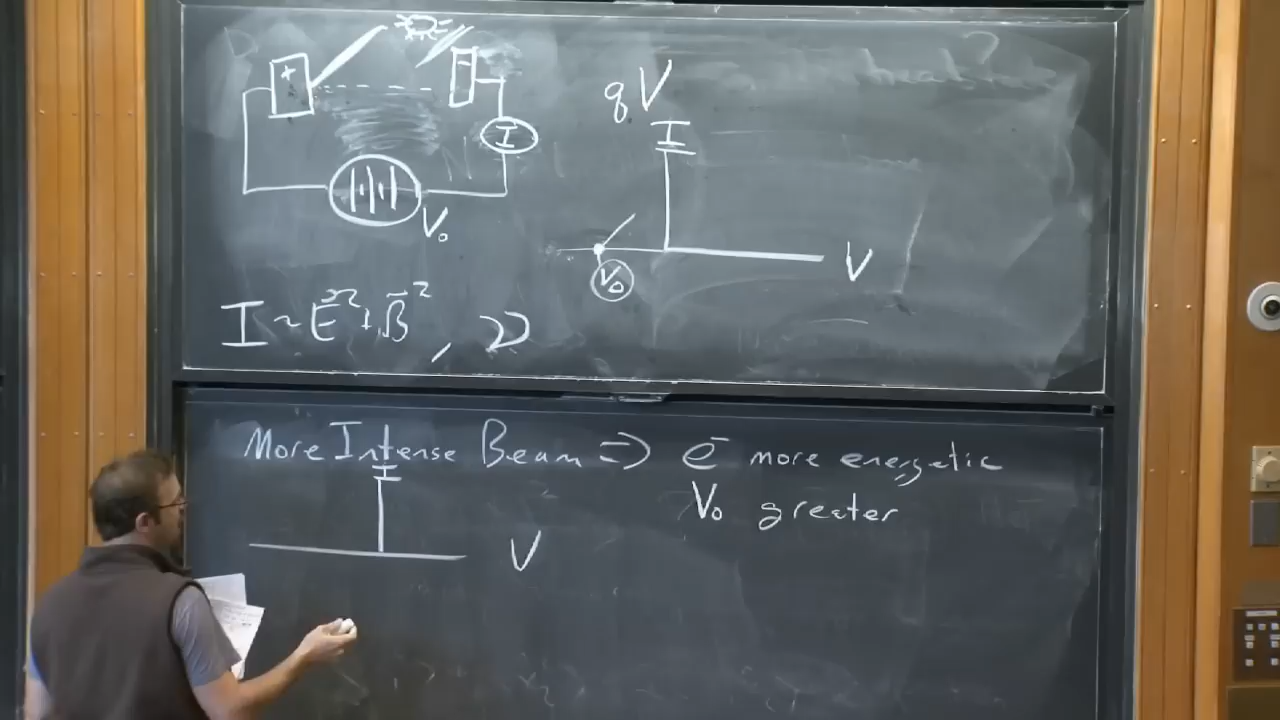 + -
I
V₀
qV
I
V
V₀
I ~ E⃗² + B⃗², ν
More Intense Beam => e⁻ more energetic
V₀ greater
I
V